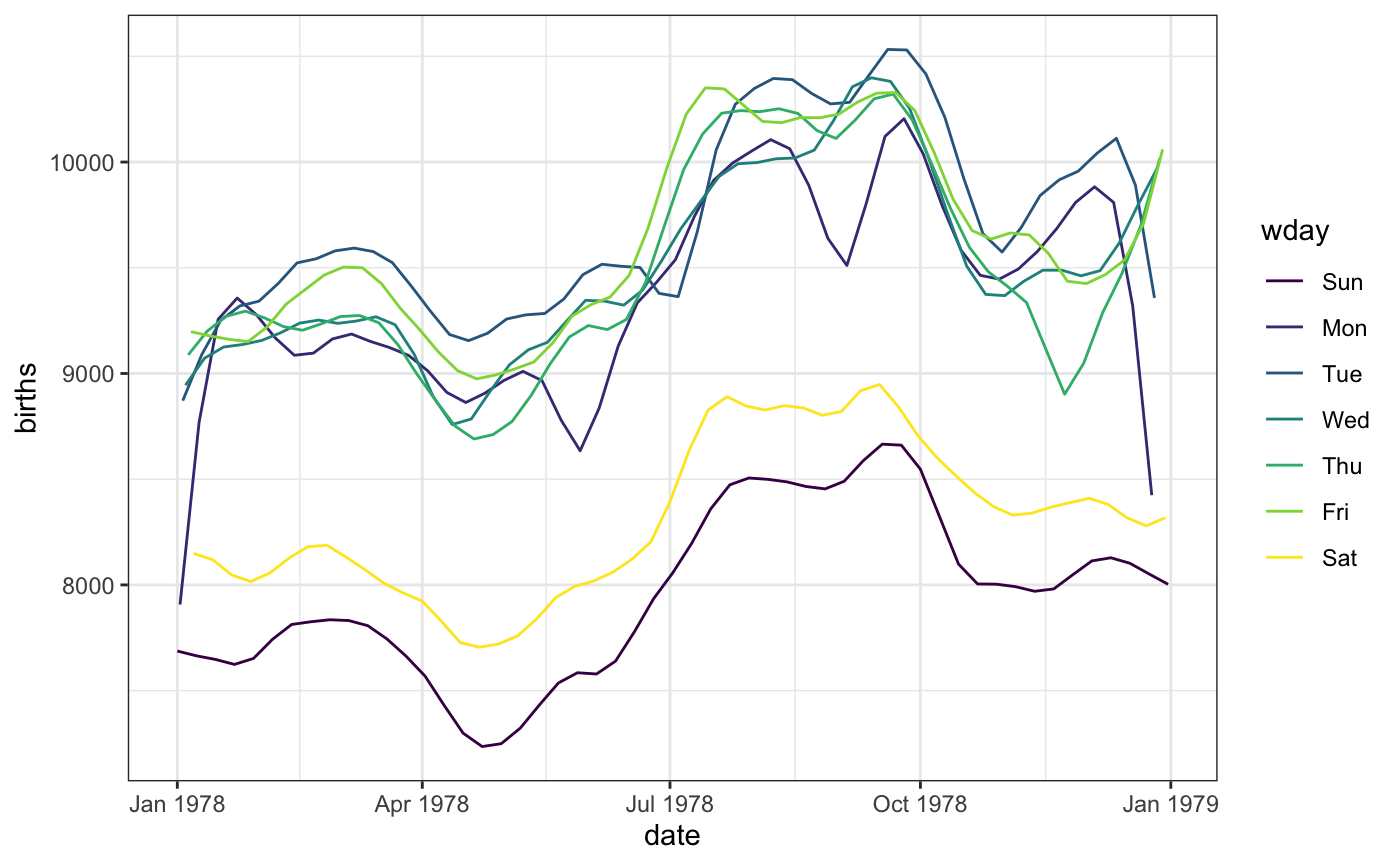 births
10000
9000
8000
Jan 1978
Apr 1978
Jul 1978
Oct 1978
Jan 1979
date
wday
Sun
Mon
Tue
Wed
Thu
Fri
Sat